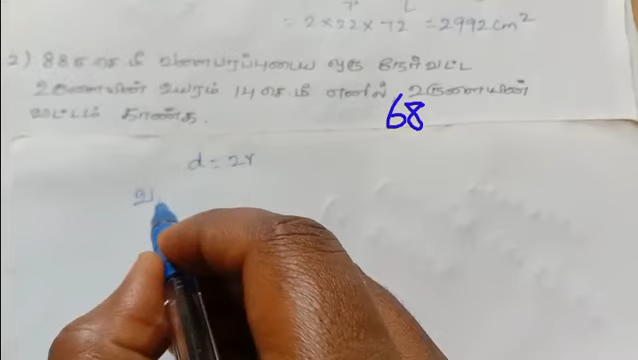 = 2 × 22 × 72 = 2992 cm²
2) 88 ச.செ.மீ வளைபரப்புடைய ஒரு நேர்வட்ட
உருளையின் உயரம் 14 செ.மீ எனில் உருளையின்
விட்டம் காண்க.
68
d = 2r